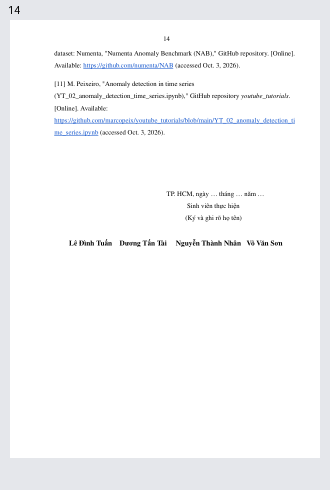 14
14
dataset: Numenta, "Numenta Anomaly Benchmark (NAB)," GitHub repository. [Online].
Available: https://github.com/numenta/NAB (accessed Oct. 3, 2026).
[11] M. Peixeiro, "Anomaly detection in time series
(YT_02_anomaly_detection_time_series.ipynb)," GitHub repository youtube_tutorials.
[Online]. Available:
https://github.com/marcopeix/youtube_tutorials/blob/main/YT_02_anomaly_detection_ti
me_series.ipynb (accessed Oct. 3, 2026).
TP. HCM, ngày … tháng … năm …
Sinh viên thực hiện
(Ký và ghi rõ họ tên)
Lê Đình Tuấn Dương Tấn Tài Nguyễn Thành Nhân Võ Văn Sơn